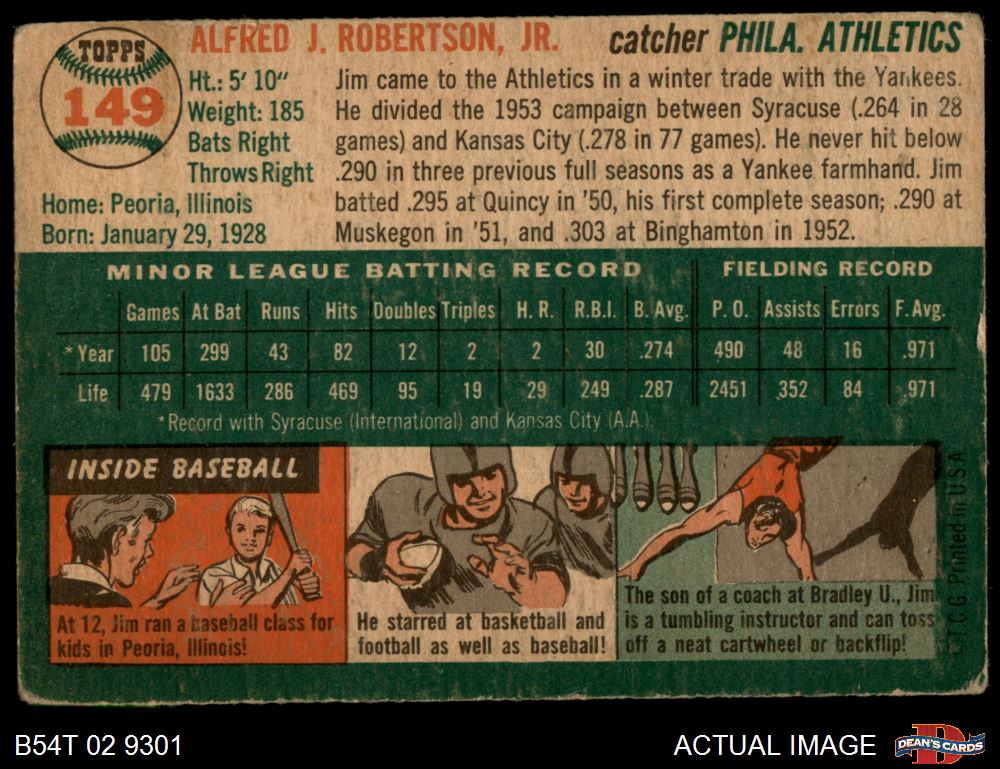 TOPPS
149
ALFRED J. ROBERTSON, JR.
catcher PHILA. ATHLETICS
Ht.: 5' 10"
Weight: 185
Bats Right
Throws Right
Home: Peoria, Illinois
Born: January 29, 1928
Jim came to the Athletics in a winter trade with the Yankees.
He divided the 1953 campaign between Syracuse (.264 in 28
games) and Kansas City (.278 in 77 games). He never hit below
.290 in three previous full seasons as a Yankee farmhand. Jim
batted .295 at Quincy in '50, his first complete season; .290 at
Muskegon in '51, and .303 at Binghamton in 1952.
MINOR LEAGUE BATTING RECORD FIELDING RECORD
Games At Bat Runs Hits Doubles Triples H. R. R.B.I. B. Avg. P. O. Assists Errors F. Avg.
* Year 105 299 43 82 12 2 2 30 .274 490 48 16 .971
Life 479 1633 286 469 95 19 29 249 .287 2451 352 84 .971
*Record with Syracuse (International) and Kansas City (A.A.).
INSIDE BASEBALL
At 12, Jim ran a baseball class for
kids in Peoria, Illinois!
He starred at basketball and
football as well as baseball!
The son of a coach at Bradley U., Jim
is a tumbling instructor and can toss
off a neat cartwheel or backflip!
T.C.G. Printed in U.S.A.
B54T 02 9301
ACTUAL IMAGE
D
DEAN'S CARDS